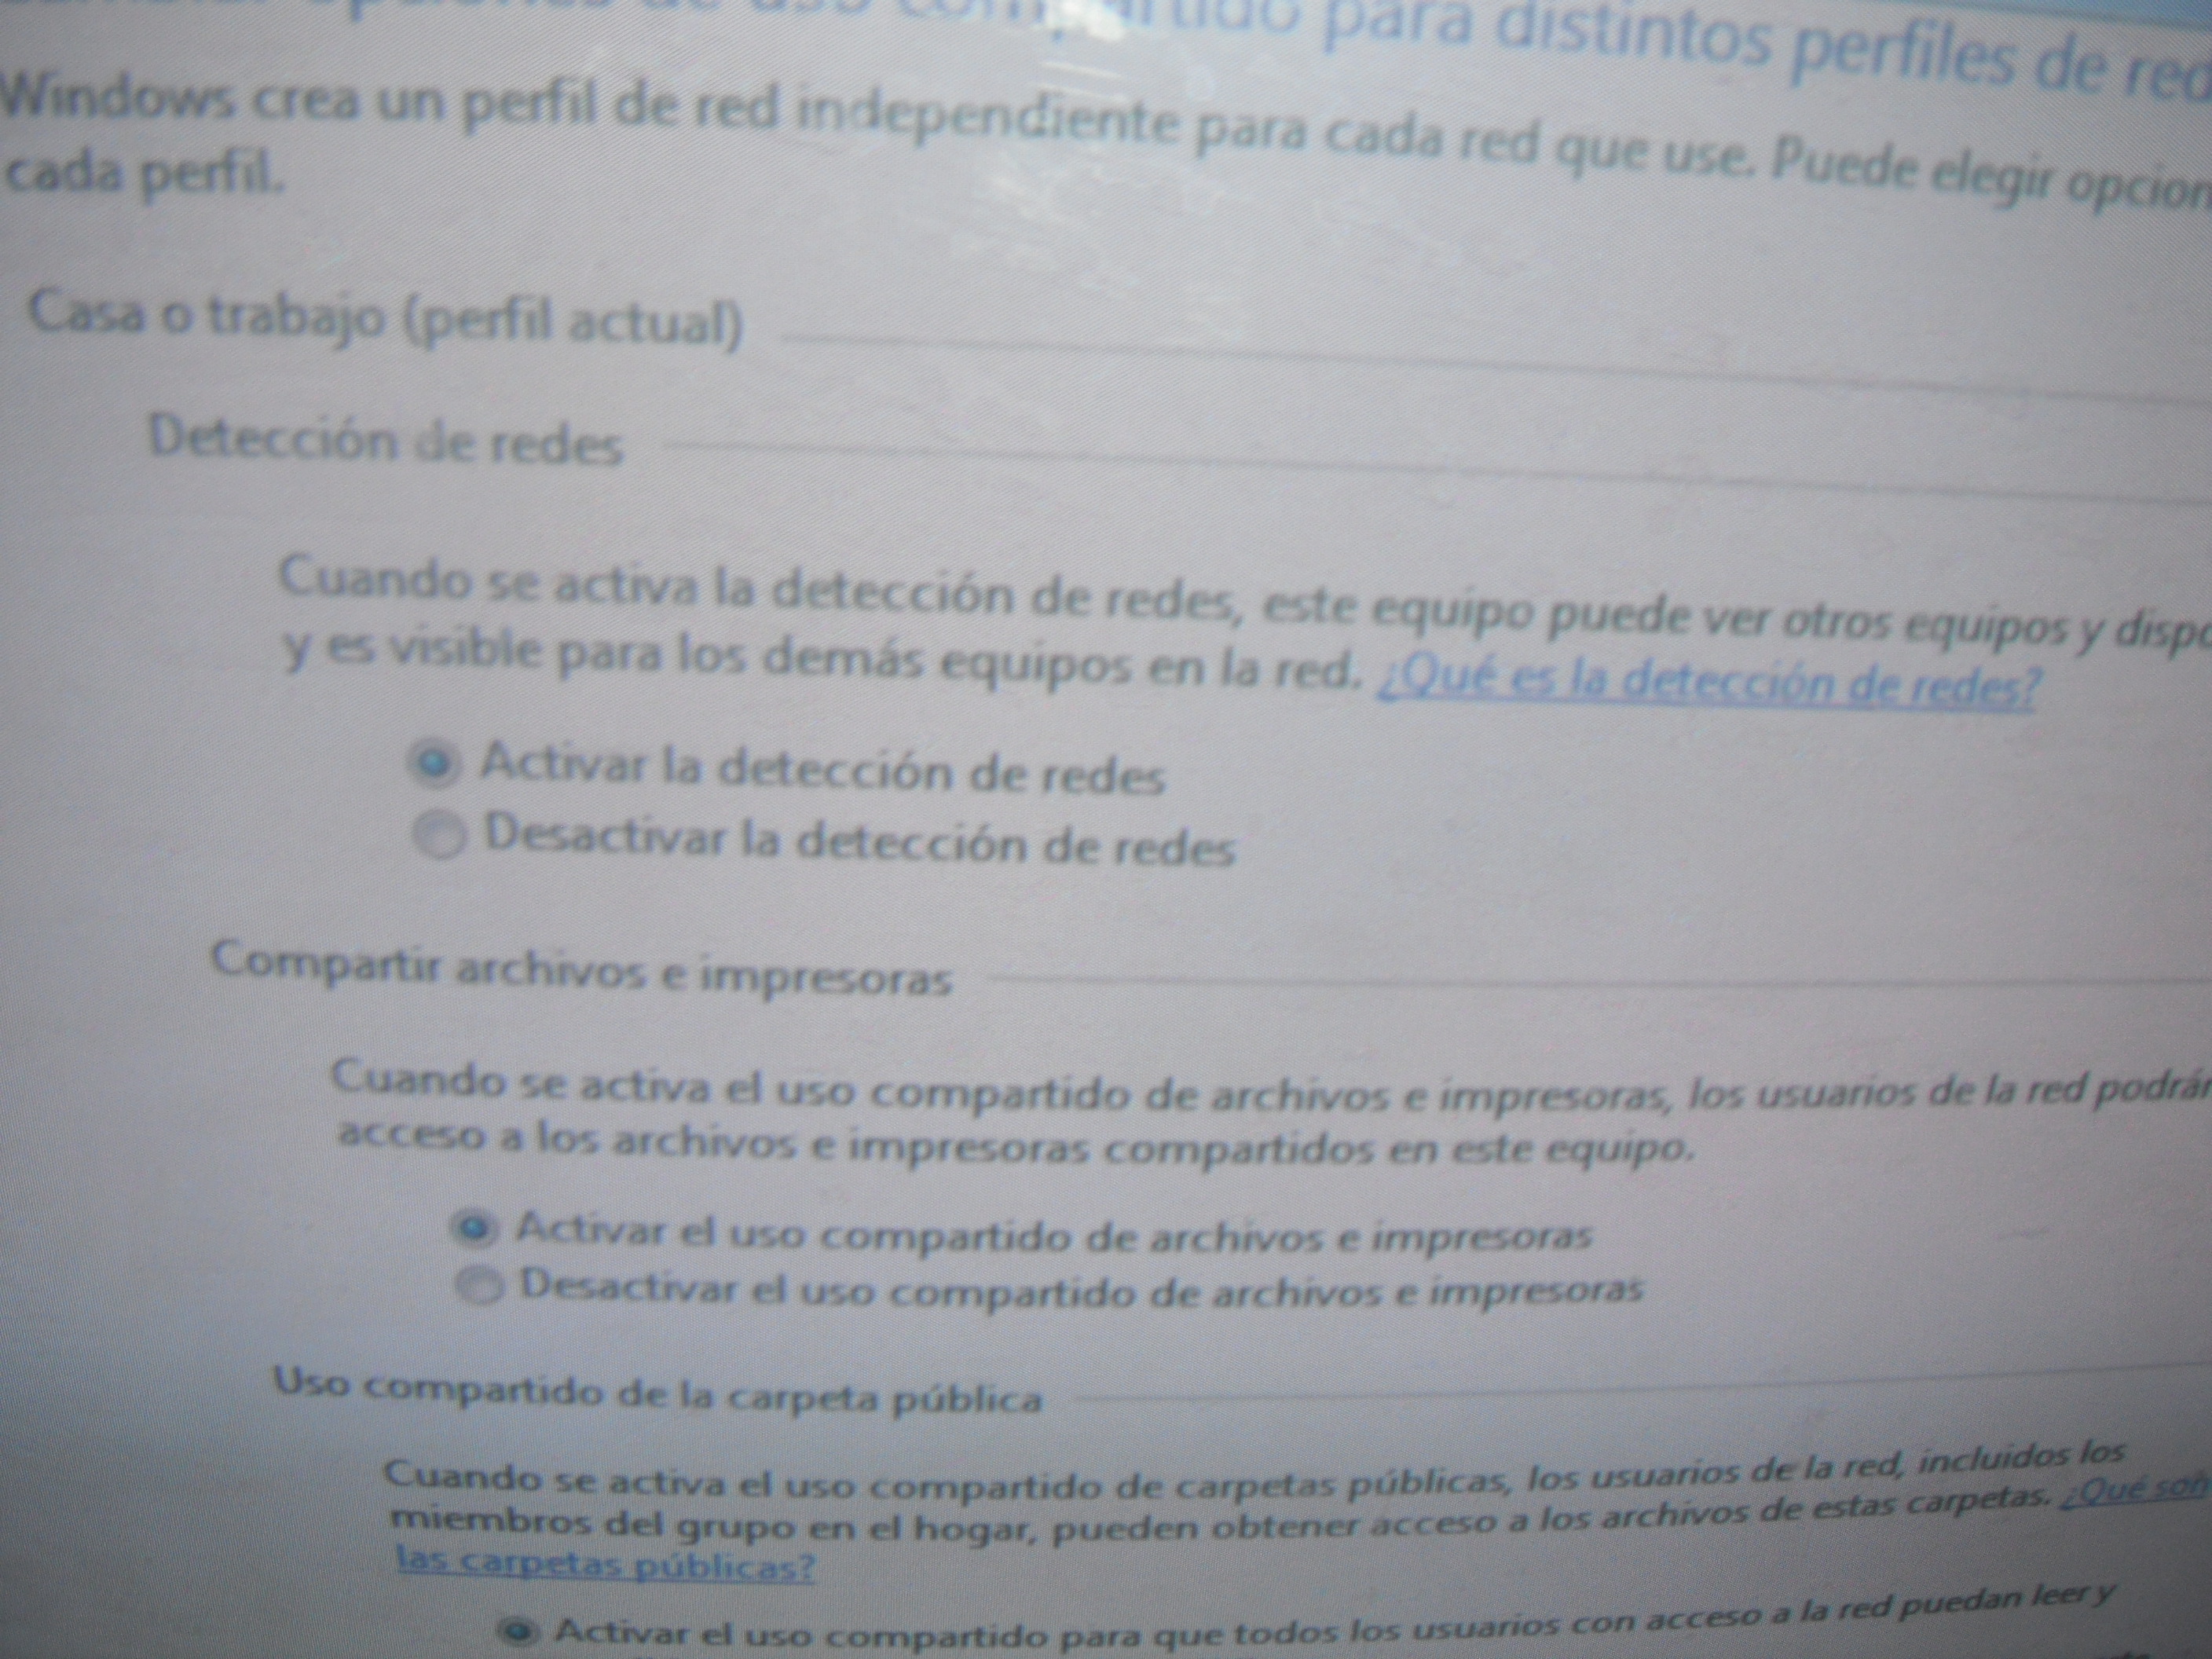 opciones de uso compartido para distintos perfiles de red
Windows crea un perfil de red independiente para cada red que use. Puede elegir
cada perfil.
Casa o trabajo (perfil actual)
Detección de redes
Cuando se activa la detección de redes, este equipo puede ver otros equipos y
y es visible para los demás equipos en la red. ¿Qué es la detección de redes?
Activar la detección de redes
Desactivar la detección de redes
Compartir archivos e impresoras
Cuando se activa el uso compartido de archivos e impresoras, los usuarios de la red
acceso a los archivos e impresoras compartidos en este equipo.
Activar el uso compartido de archivos e impresoras
Desactivar el uso compartido de archivos e impresoras
Uso compartido de la carpeta pública
Cuando se activa el uso compartido de carpetas públicas, los usuarios de la red, incluidos los
miembros del grupo en el hogar, pueden obtener acceso a los archivos de estas carpetas. ¿Qué son
las carpetas públicas?
Activar el uso compartido para que todos los usuarios con acceso a la red puedan leer y